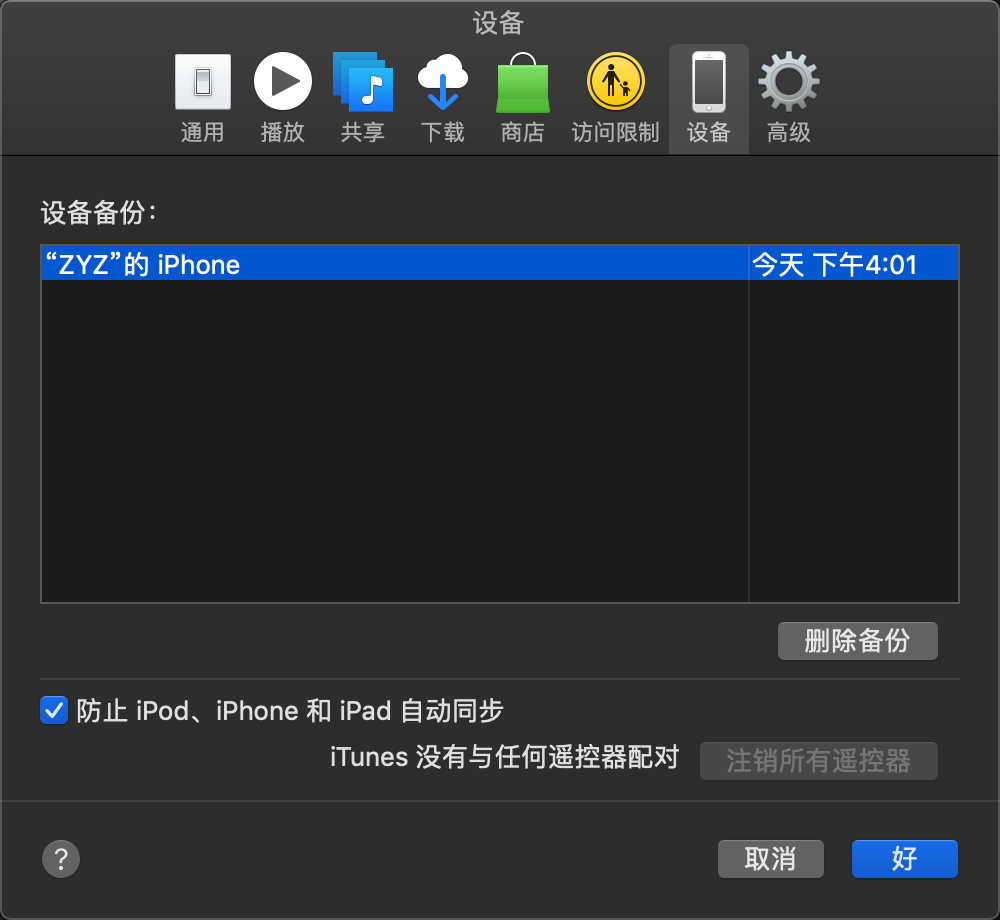 设备
通用 播放 共享 下载 商店 访问限制 设备 高级
设备备份：
“ZYZ”的 iPhone 今天 下午4:01
删除备份
防止 iPod、iPhone 和 iPad 自动同步
iTunes 没有与任何遥控器配对 注销所有遥控器
? 取消 好